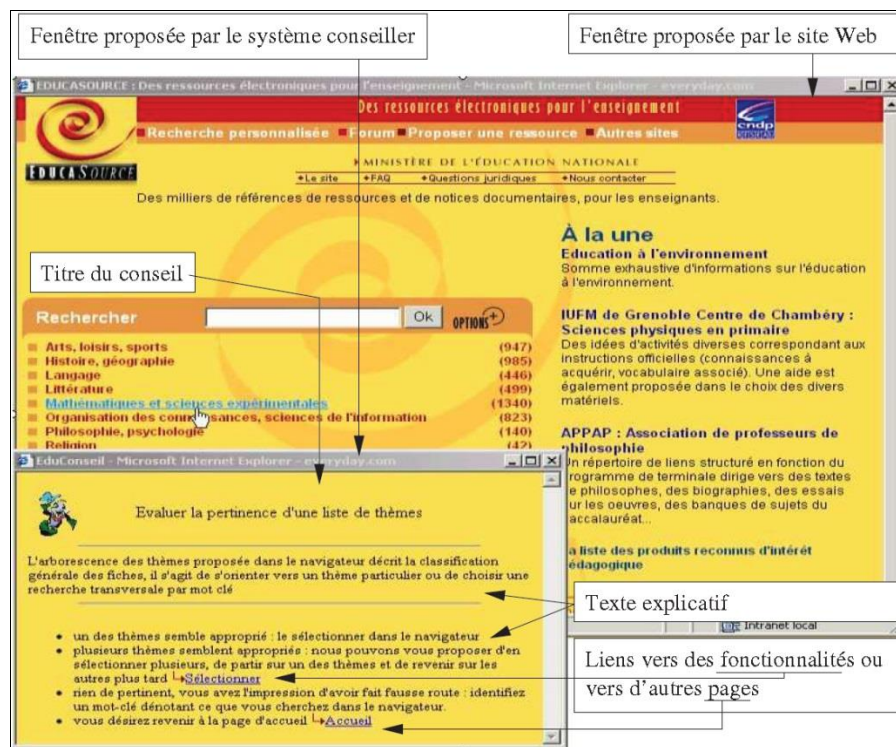 Fenêtre proposée par le système conseiller
Fenêtre proposée par le site Web
EDUCASOURCE : Des ressources électroniques pour l'enseignement - Microsoft Internet Explorer - everyday.com
Des ressources électroniques pour l'enseignement
cndp
Recherche personnalisée Forum Proposer une ressource Autres sites
EDUCASOURCE
MINISTÈRE DE L'ÉDUCATION NATIONALE
Le site FAQ Questions juridiques Nous contacter
Des milliers de références de ressources et de notices documentaires, pour les enseignants.
Titre du conseil
Rechercher Ok OPTIONS
Arts, loisirs, sports (947)
Histoire, géographie (985)
Langage (446)
Littérature (499)
Mathématiques et sciences expérimentales (1340)
Organisation des connaissances, sciences de l'information (823)
Philosophie, psychologie (140)
Religion (42)
À la une
Education à l'environnement
Somme exhaustive d'informations sur l'éducation
à l'environnement.
IUFM de Grenoble Centre de Chambéry :
Sciences physiques en primaire
Des idées d'activités diverses correspondant aux
instructions officielles (connaissances à
acquérir, vocabulaire associé). Une aide est
également proposée dans le choix des divers
matériels.
APPAP : Association de professeurs de
philosophie
Un répertoire de liens structuré en fonction du
programme de terminale dirige vers des textes
de philosophes, des biographies, des essais
sur les oeuvres, des banques de sujets du
baccalauréat...
la liste des produits reconnus d'intérêt
pédagogique
Intranet local
EduConseil - Microsoft Internet Explorer - everyday.com
Evaluer la pertinence d'une liste de thèmes
L'arborescence des thèmes proposée dans le navigateur décrit la classification
générale des fiches, il s'agit de s'orienter vers un thème particulier ou de choisir une
recherche transversale par mot clé
un des thèmes semble approprié : le sélectionner dans le navigateur
plusieurs thèmes semblent appropriés : nous pouvons vous proposer d'en
sélectionner plusieurs, de partir sur un des thèmes et de revenir sur les
autres plus tard Sélectionner
rien de pertinent, vous avez l'impression d'avoir fait fausse route : identifiez
un mot-clé dénotant ce que vous cherchez dans le navigateur.
vous désirez revenir à la page d'accueil Accueil
Texte explicatif
Liens vers des fonctionnalités ou
vers d'autres pages